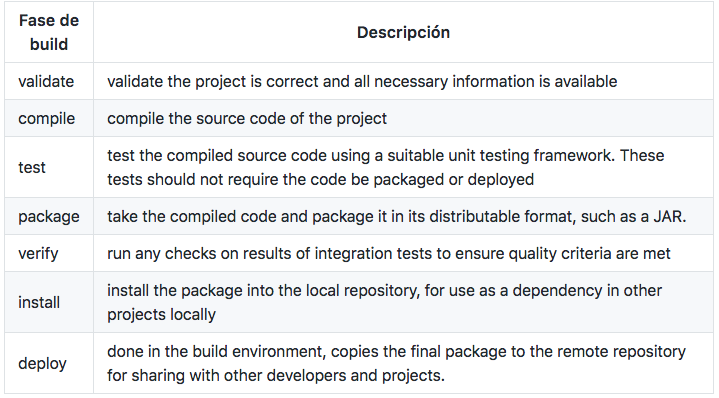 Fase de
build
Descripción
validate
validate the project is correct and all necessary information is available
compile
compile the source code of the project
test
test the compiled source code using a suitable unit testing framework. These
tests should not require the code be packaged or deployed
package
take the compiled code and package it in its distributable format, such as a JAR.
verify
run any checks on results of integration tests to ensure quality criteria are met
install
install the package into the local repository, for use as a dependency in other
projects locally
deploy
done in the build environment, copies the final package to the remote repository
for sharing with other developers and projects.